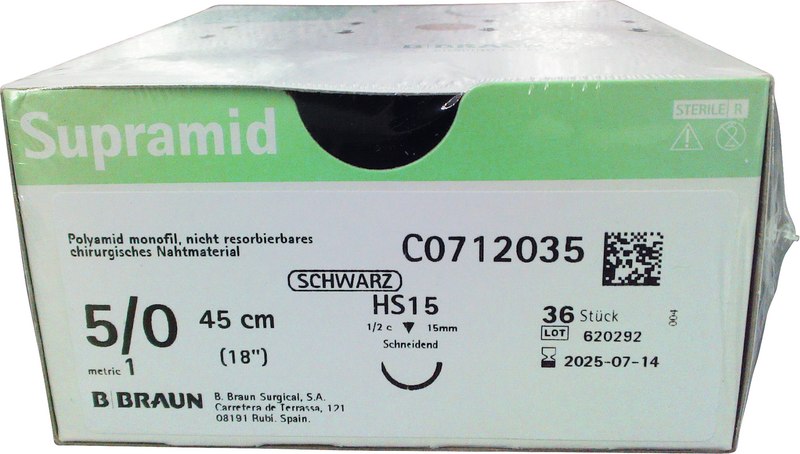 B BRAUN
Supramid
STERILE R
Polyamid monofil, nicht resorbierbares
chirurgisches Nahtmaterial
C0712035
SCHWARZ
5/0 45 cm
(18")
metric 1
HS15
1/2 c ▼ 15mm
Schneidend
36 Stück
LOT 620292
2025-07-14
004
B BRAUN
B. Braun Surgical, S.A.
Carretera de Terrassa, 121
08191 Rubi. Spain.